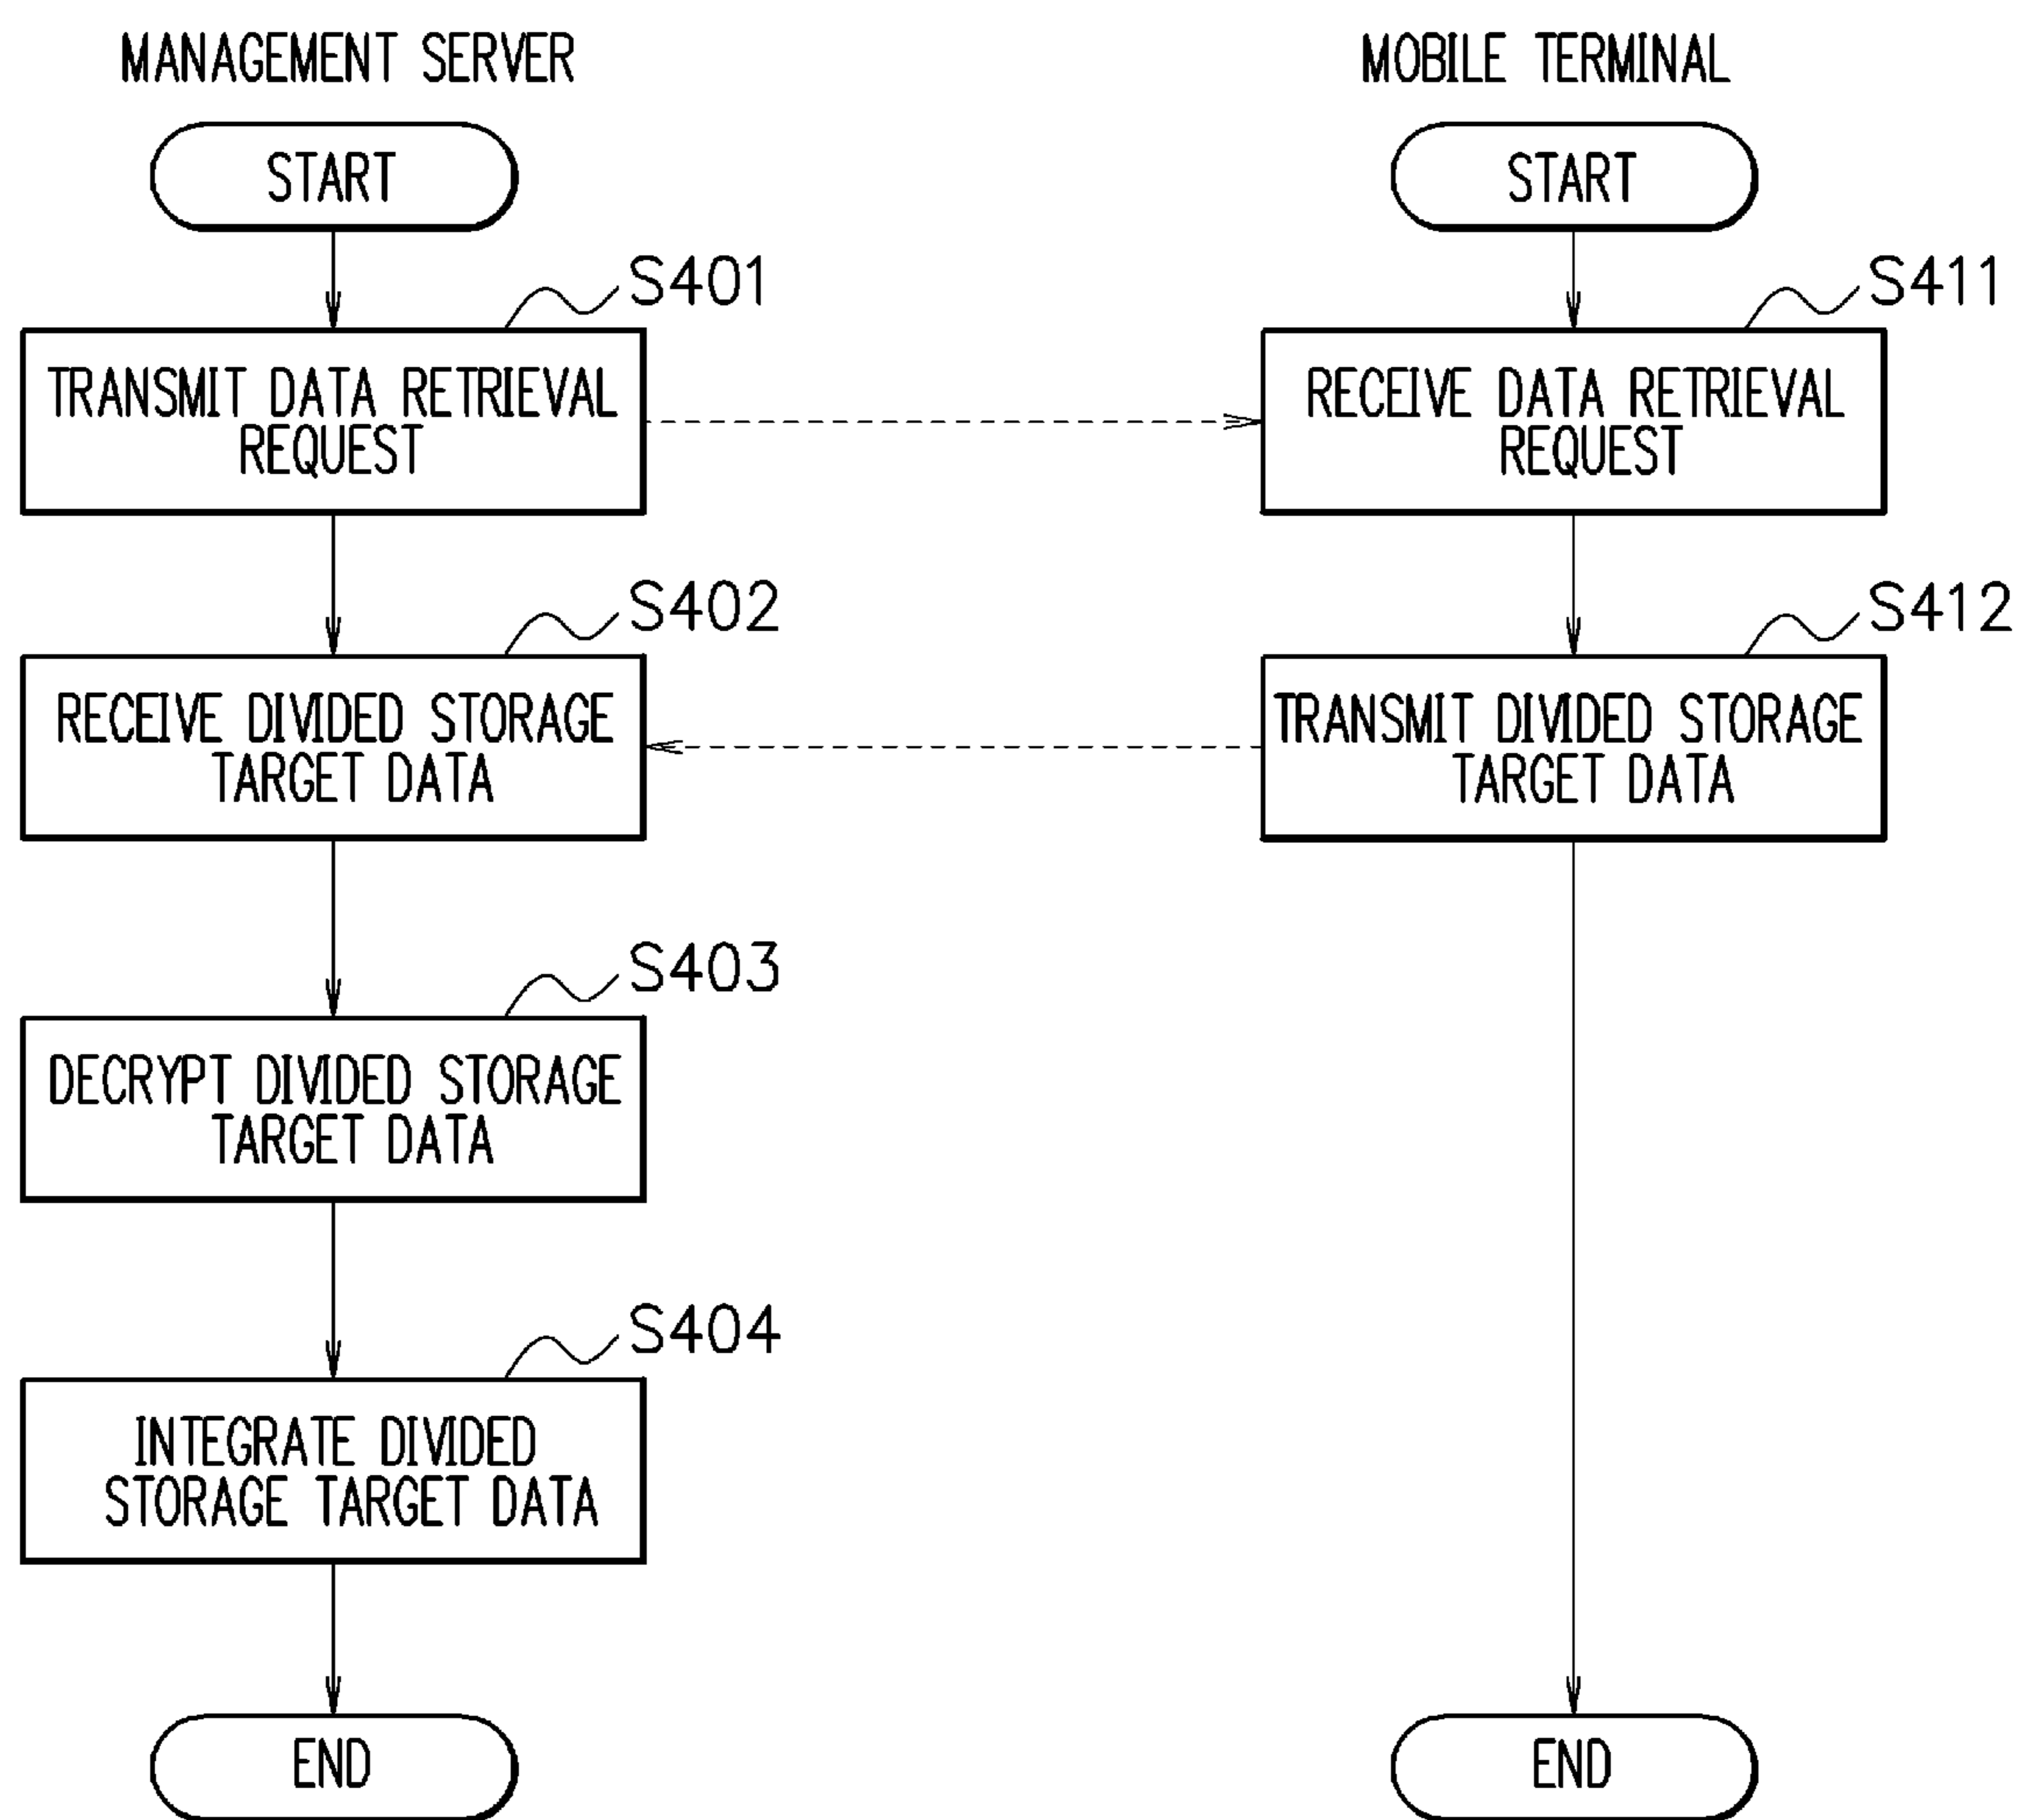 MANAGEMENT SERVER
START
S401
TRANSMIT DATA RETRIEVAL
REQUEST
S402
RECEIVE DIVIDED STORAGE
TARGET DATA
S403
DECRYPT DIVIDED STORAGE
TARGET DATA
S404
INTEGRATE DIVIDED
STORAGE TARGET DATA
END
MOBILE TERMINAL
START
S411
RECEIVE DATA RETRIEVAL
REQUEST
S412
TRANSMIT DIVIDED STORAGE
TARGET DATA
END